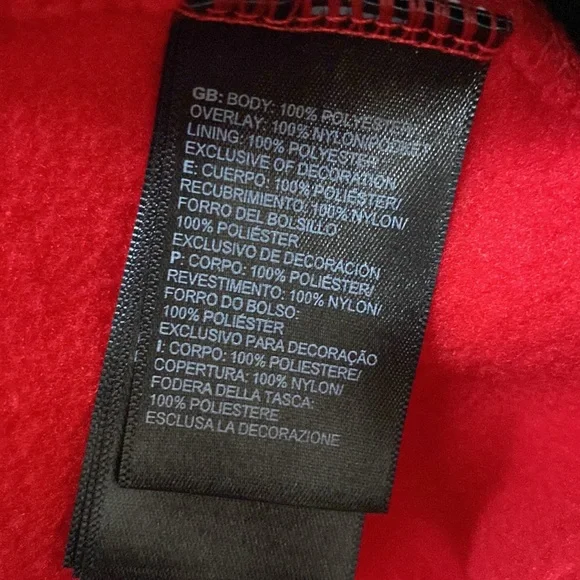 GB: BODY: 100% POLYESTER/
OVERLAY: 100% NYLON/POCKET
LINING: 100% POLYESTER
EXCLUSIVE OF DECORATION
E: CUERPO: 100% POLIÉSTER/
RECUBRIMIENTO: 100% NYLON/
FORRO DEL BOLSILLO
100% POLIÉSTER
EXCLUSIVO DE DECORACIÓN
P: CORPO: 100% POLIÉSTER/
REVESTIMENTO: 100% NYLON/
FORRO DO BOLSO:
100% POLIÉSTER
EXCLUSIVO PARA DECORAÇÃO
I: CORPO: 100% POLIESTERE/
COPERTURA: 100% NYLON/
FODERA DELLA TASCA:
100% POLIESTERE
ESCLUSA LA DECORAZIONE